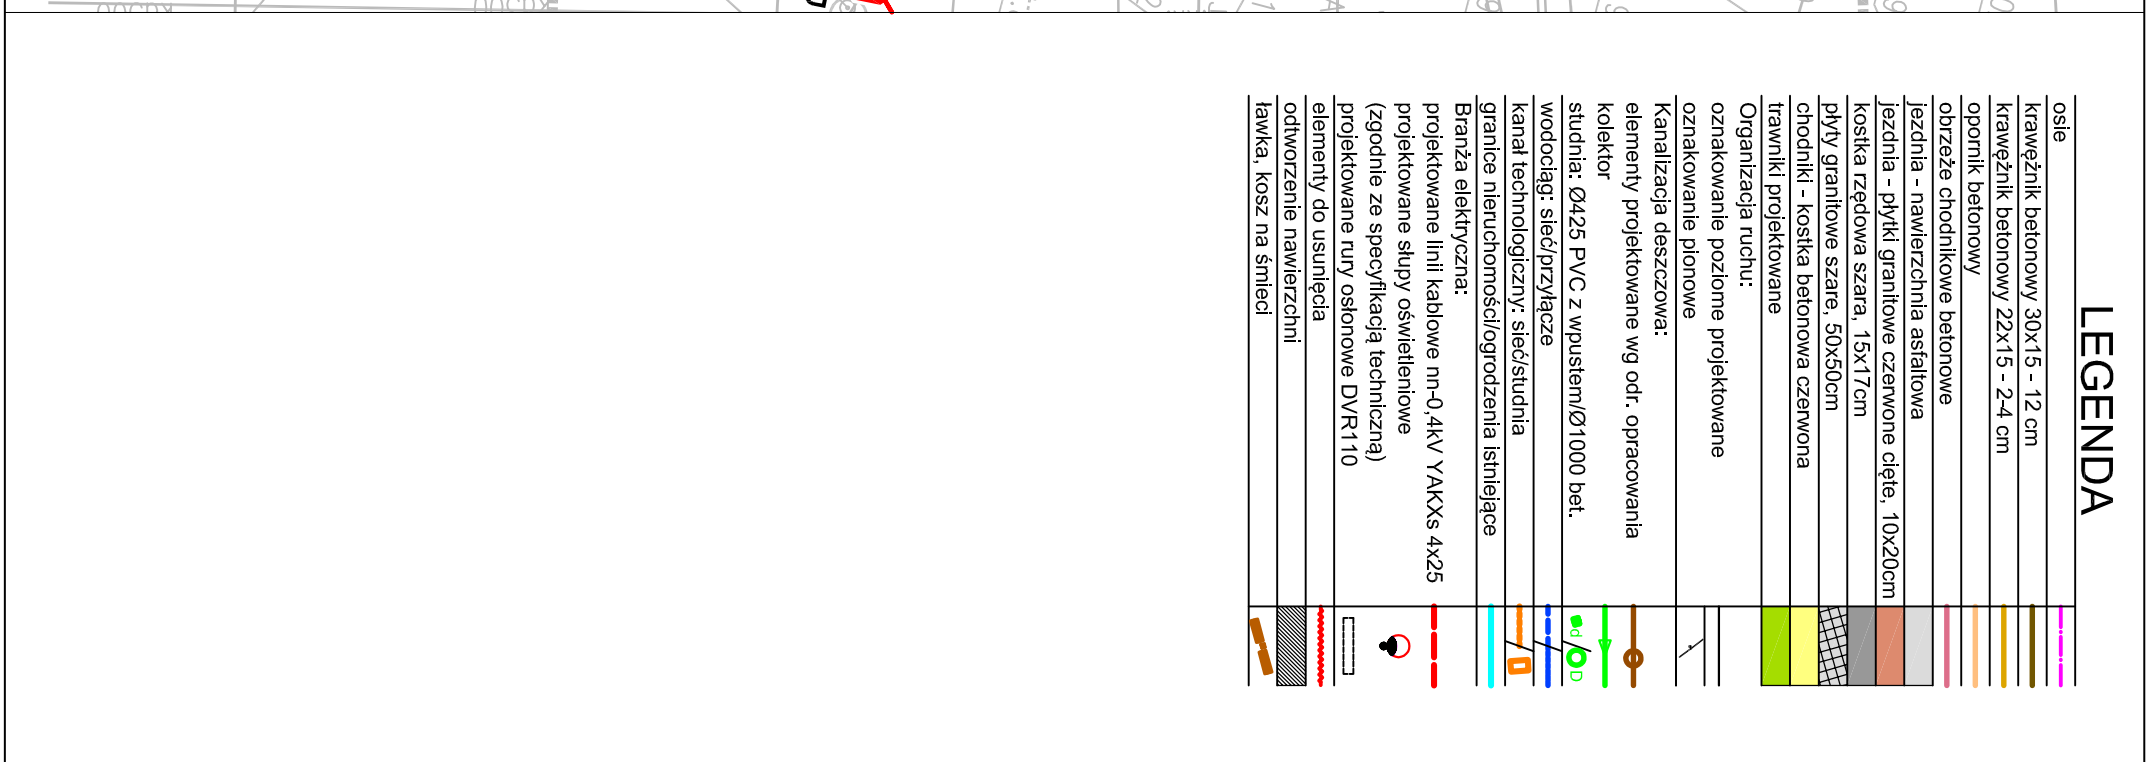 LEGENDA
osie
krawężnik betonowy 30x15 - 12 cm
krawężnik betonowy 22x15 - 2-4 cm
opornik betonowy
obrzeże chodnikowe betonowe
jezdnia - nawierzchnia asfaltowa
jezdnia - płytki granitowe czerwone cięte, 10x20cm
kostka rzędowa szara, 15x17cm
płyty granitowe szare, 50x50cm
chodniki - kostka betonowa czerwona
trawniki projektowane
Organizacja ruchu:
oznakowanie poziome projektowane
oznakowanie pionowe
Kanalizacja deszczowa:
elementy projektowane wg odr. opracowania
kolektor
studnia: Ø425 PVC z wpustem/Ø1000 bet.
d D
wodociąg: sieć/przyłącze
kanał technologiczny: sieć/studnia
granice nieruchomości/ogrodzenia istniejące
Branża elektryczna:
projektowane linii kablowe nn-0,4kV YAKXs 4x25
projektowane słupy oświetleniowe
(zgodnie ze specyfikacją techniczną)
projektowane rury osłonowe DVR110
elementy do usunięcia
odtworzenie nawierzchni
ławka, kosz na śmieci